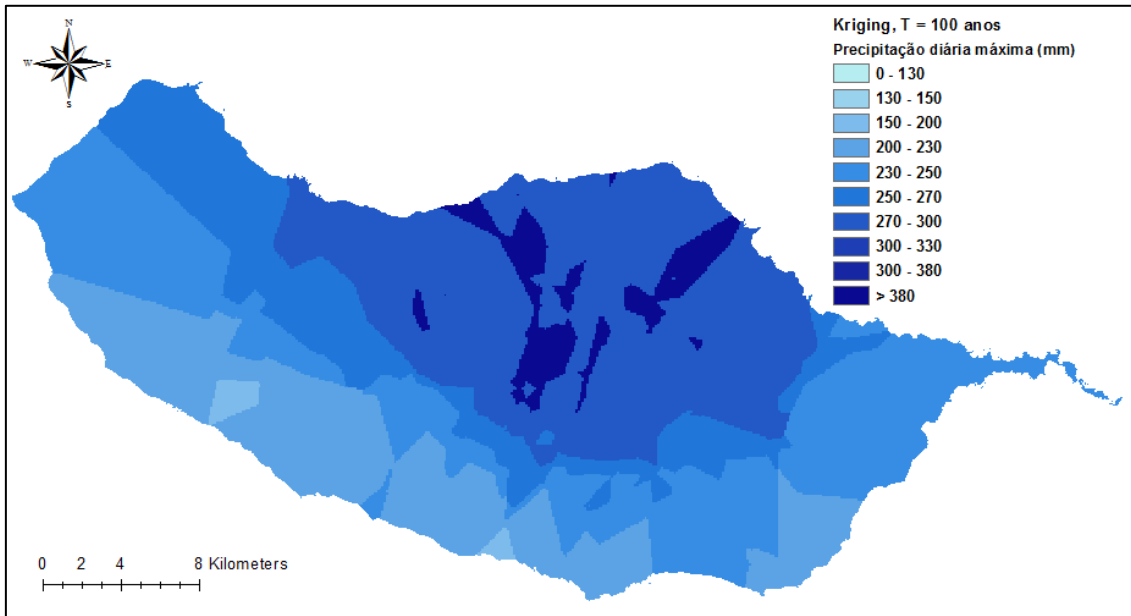 N
W E
S
Kriging, T = 100 anos
Precipitação diária máxima (mm)
0 - 130
130 - 150
150 - 200
200 - 230
230 - 250
250 - 270
270 - 300
300 - 330
300 - 380
> 380
0 2 4 8 Kilometers